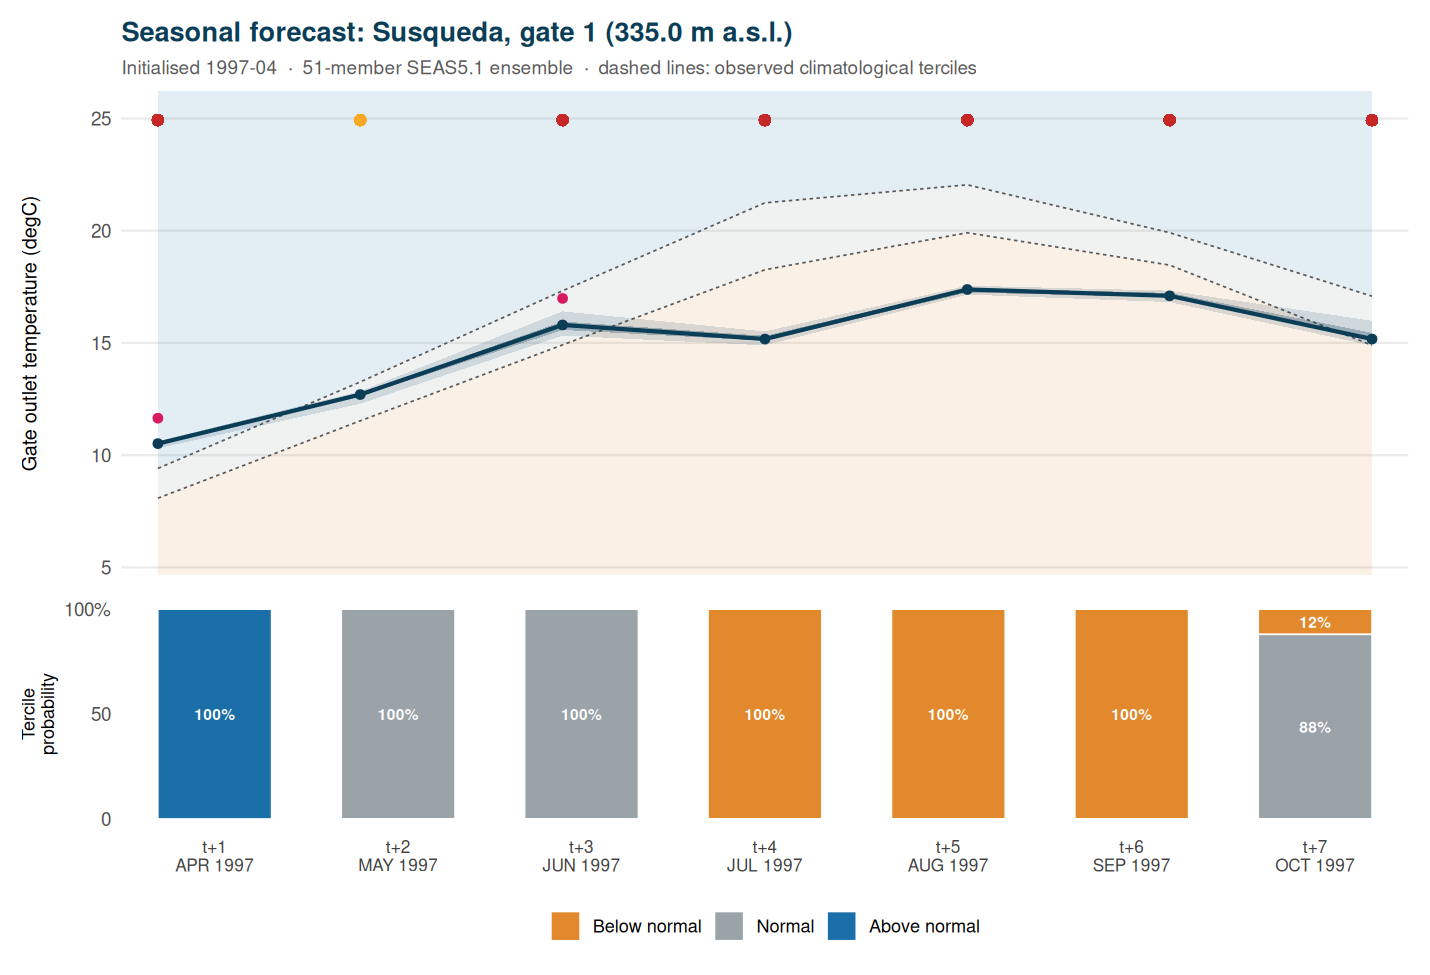 Seasonal forecast: Susqueda, gate 1 (335.0 m a.s.l.)
Initialised 1997-04 · 51-member SEAS5.1 ensemble · dashed lines: observed climatological terciles
Gate outlet temperature (degC)
25
20
15
10
5
Tercile
probability
100%
50
0
100%
100%
100%
100%
100%
100%
12%
88%
t+1
APR 1997
t+2
MAY 1997
t+3
JUN 1997
t+4
JUL 1997
t+5
AUG 1997
t+6
SEP 1997
t+7
OCT 1997
Below normal
Normal
Above normal